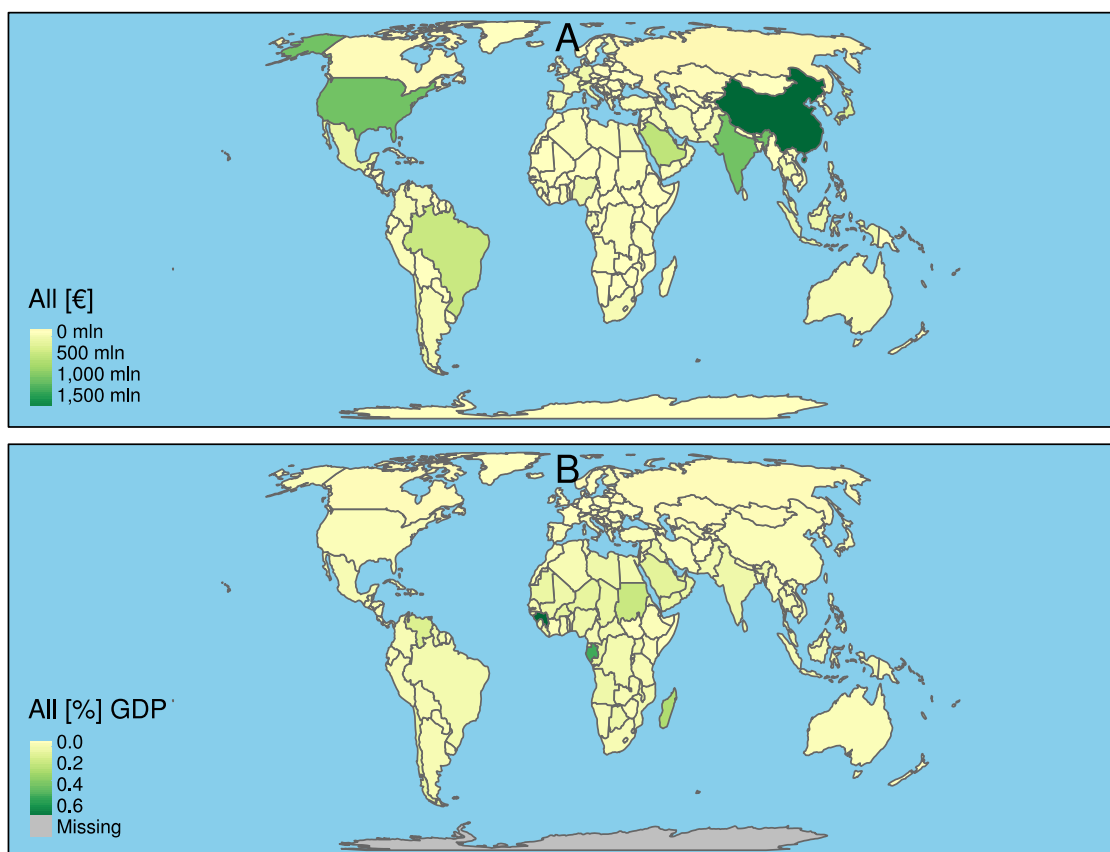 A
All [€]
0 mln
500 mln
1,000 mln
1,500 mln
B
All [%] GDP
0.0
0.2
0.4
0.6
Missing